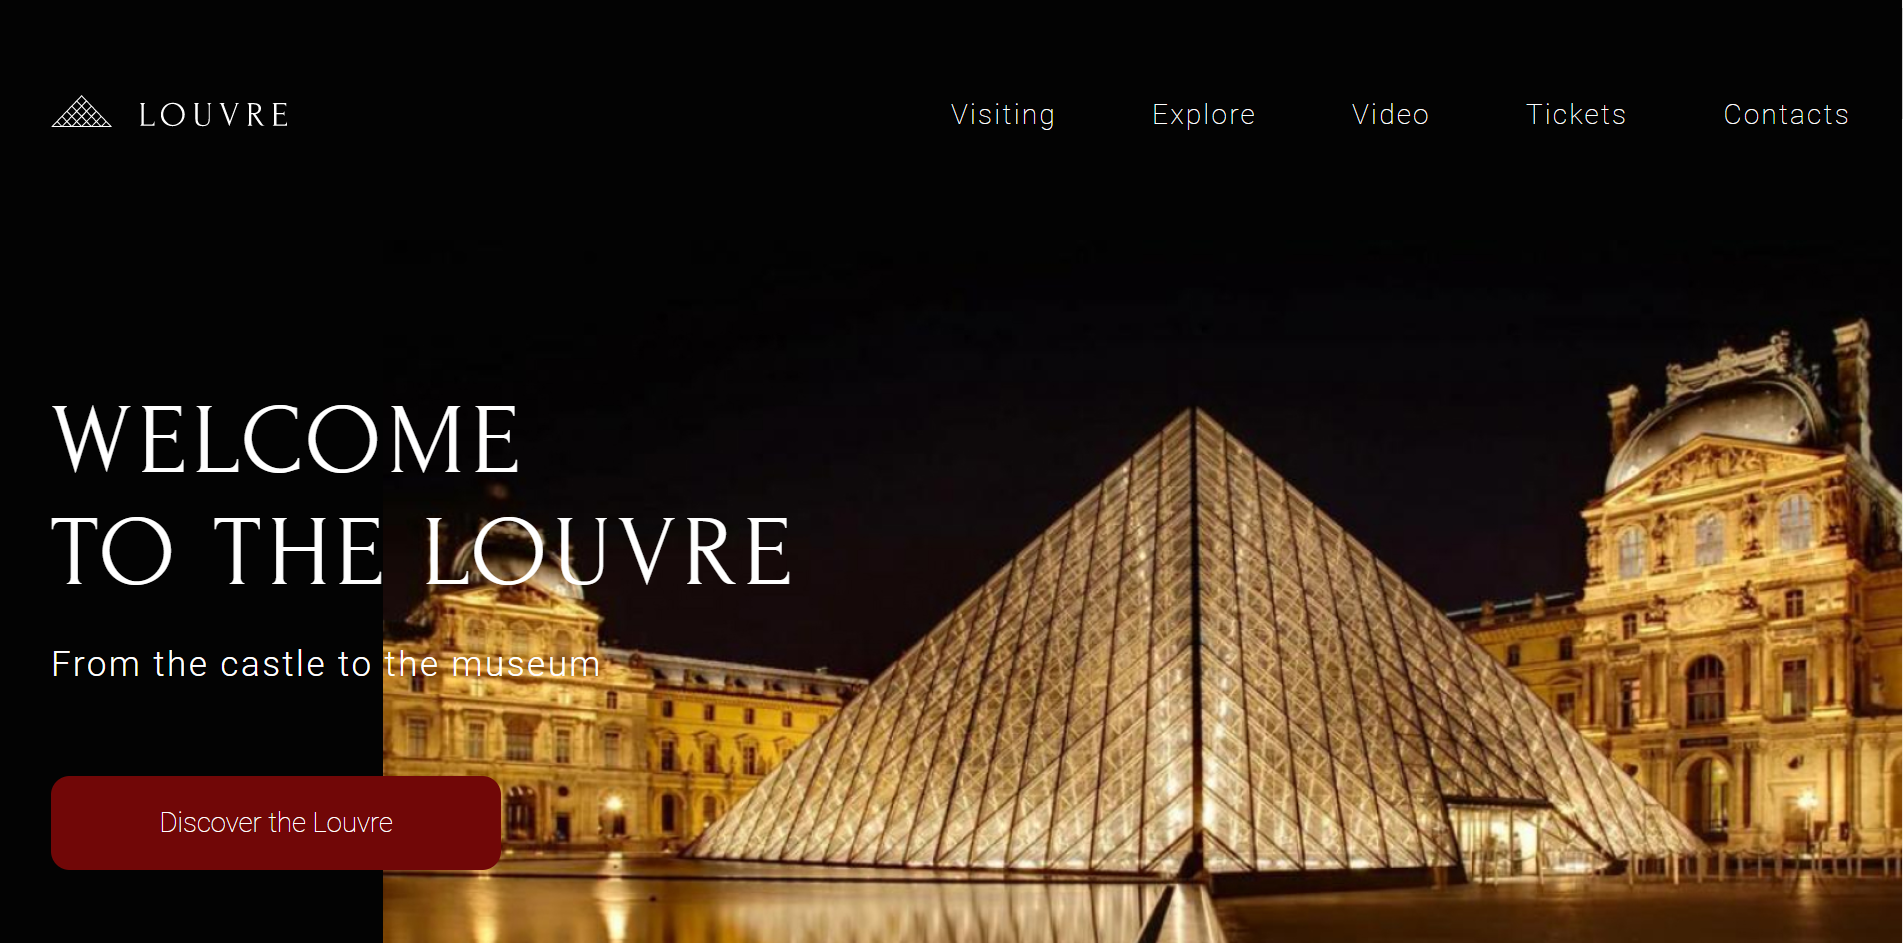 LOUVRE
Visiting
Explore
Video
Tickets
Contacts
WELCOME
TO THE LOUVRE
From the castle to the museum
Discover the Louvre